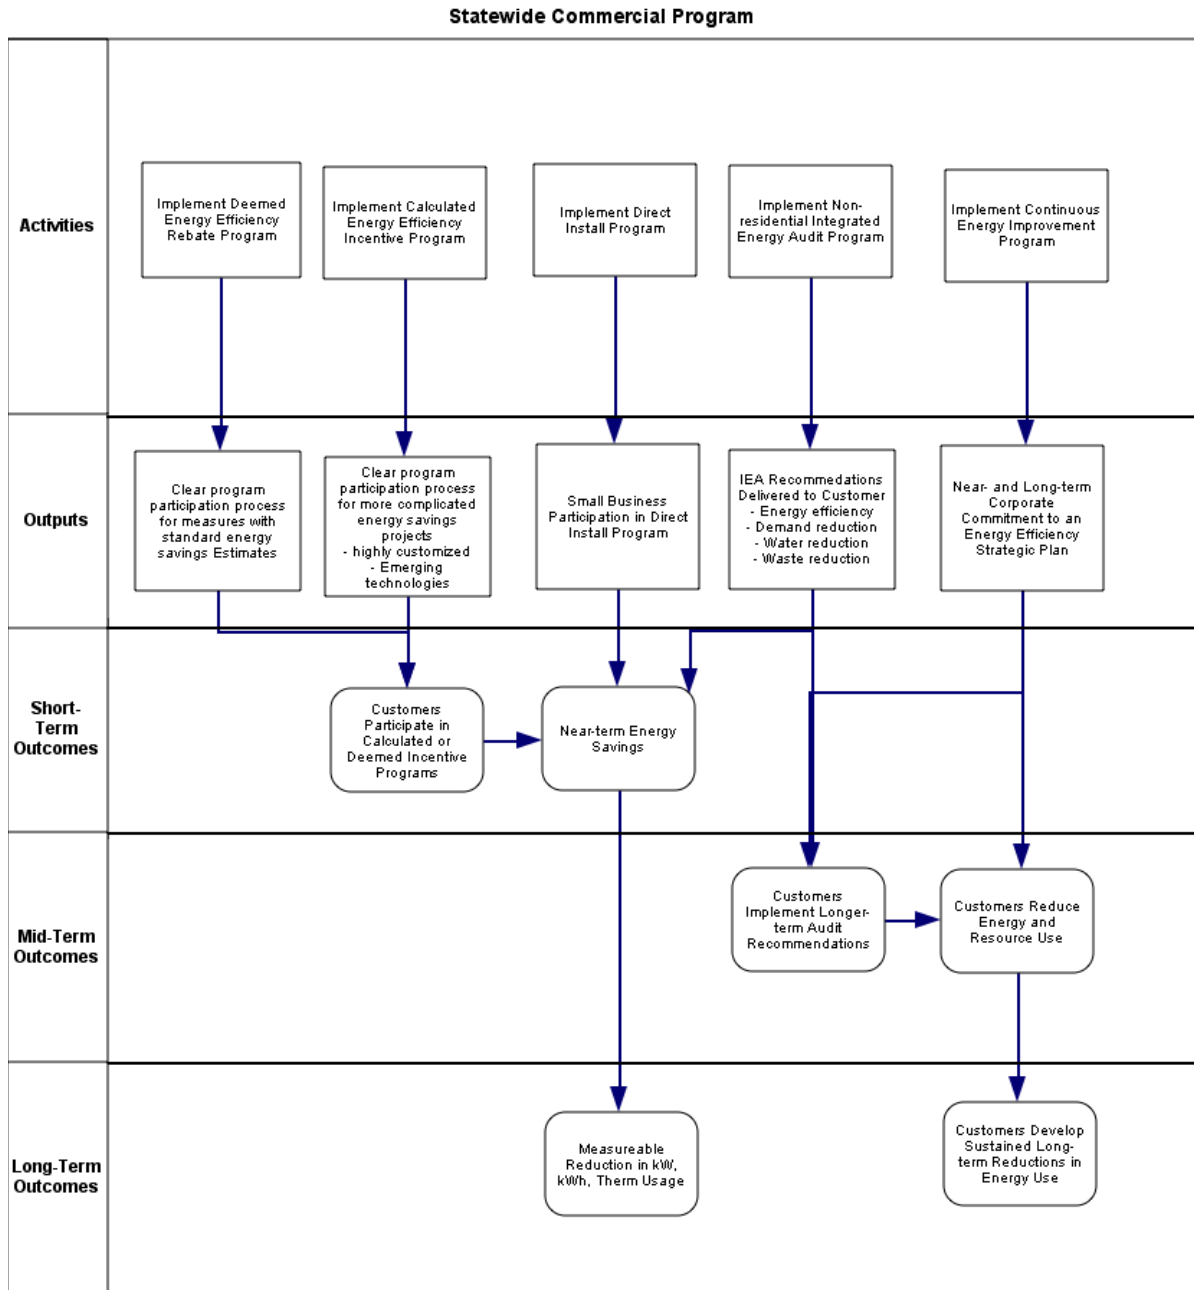 Statewide Commercial Program
Activities
Implement Deemed
Energy Efficiency
Rebate Program
Implement Calculated
Energy Efficiency
Incentive Program
Implement Direct
Install Program
Implement Non-
residential Integrated
Energy Audit Program
Implement Continuous
Energy Improvement
Program
Outputs
Clear program
participation process
for measures with
standard energy
savings Estimates
Clear program
participation process
for more complicated
energy savings
projects
- highly customized
- Emerging
technologies
Small Business
Participation in Direct
Install Program
IEA Recommedations
Delivered to Customer
- Energy efficiency
- Demand reduction
- Water reduction
- Waste reduction
Near- and Long-term
Corporate
Commitment to an
Energy Efficiency
Strategic Plan
Short-
Term
Outcomes
Customers
Participate in
Calculated or
Deemed Incentive
Programs
Near-term Energy
Savings
Mid-Term
Outcomes
Customers
Implement Longer-
term Audit
Recommendations
Customers Reduce
Energy and
Resource Use
Long-Term
Outcomes
Measureable
Reduction in kW,
kWh, Therm Usage
Customers Develop
Sustained Long-
term Reductions in
Energy Use